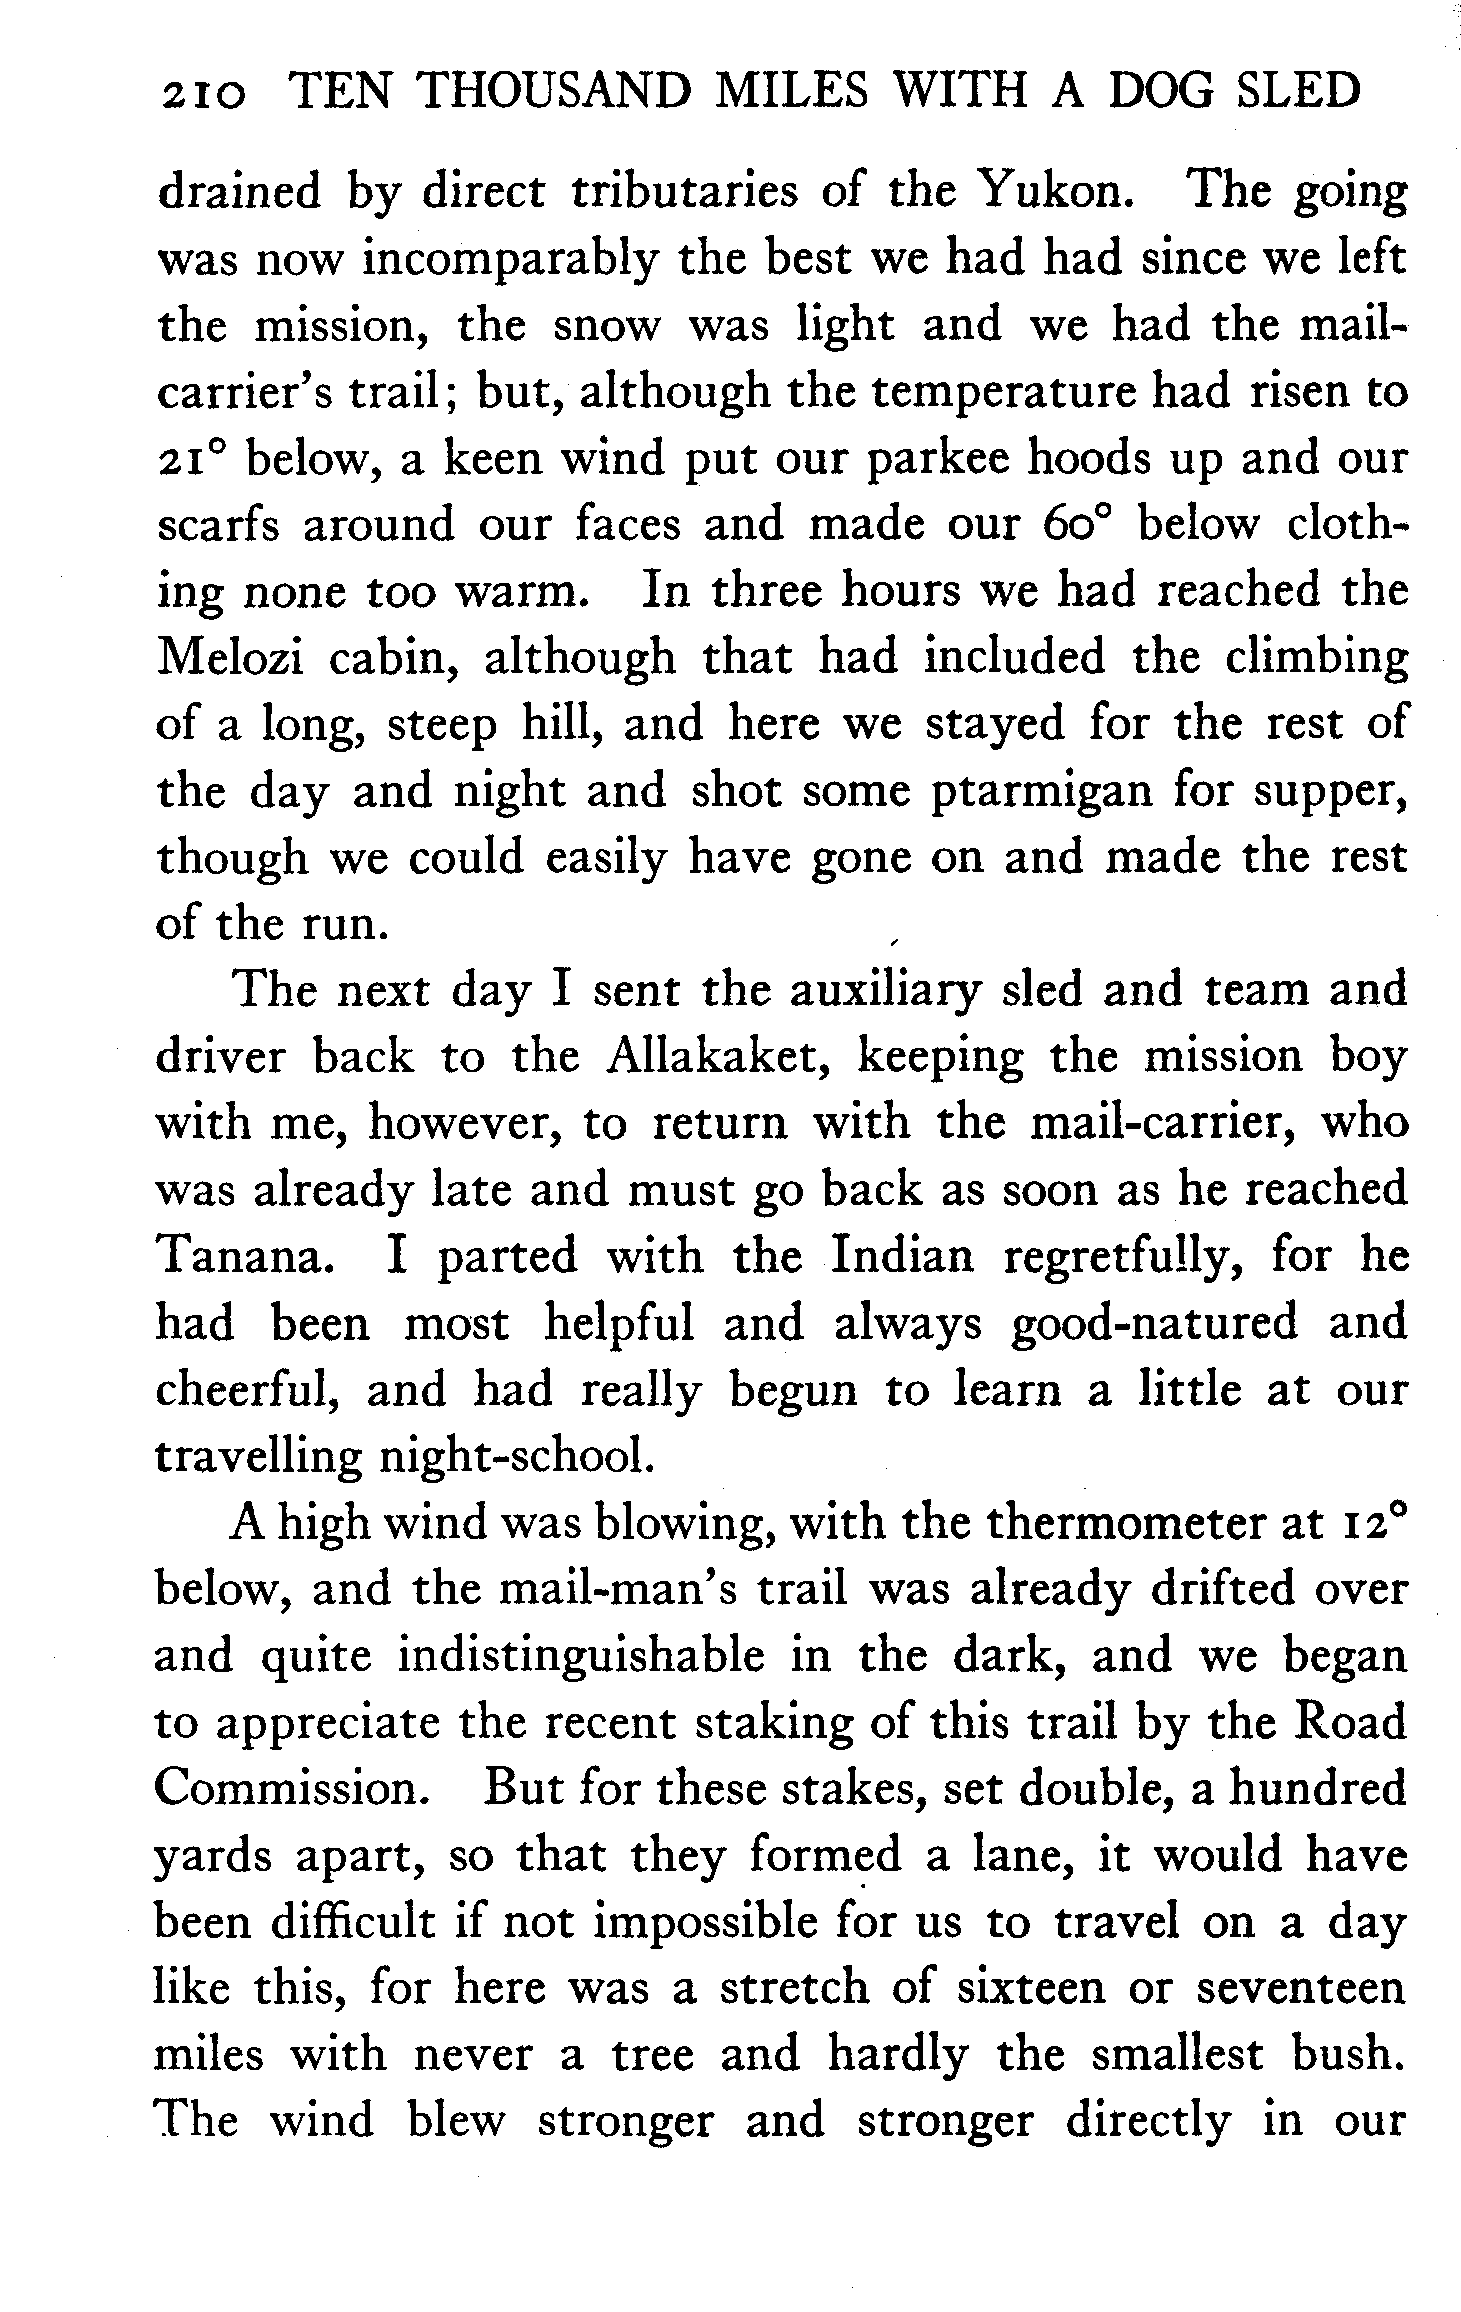 210 TEN THOUSAND MILES WITH A DOG SLED
drained by direct tributaries of the Yukon. The going
was now incomparably the best we had had since we left
the mission, the snow was light and we had the mail-
carrier's trail; but, although the temperature had risen to
21° below, a keen wind put our parkee hoods up and our
scarfs around our faces and made our 60° below cloth-
ing none too warm. In three hours we had reached the
Melozi cabin, although that had included the climbing
of a long, steep hill, and here we stayed for the rest of
the day and night and shot some ptarmigan for supper,
though we could easily have gone on and made the rest
of the run.
The next day I sent the auxiliary sled and team and
driver back to the Allakaket, keeping the mission boy
with me, however, to return with the mail-carrier, who
was already late and must go back as soon as he reached
Tanana. I parted with the Indian regretfully, for he
had been most helpful and always good-natured and
cheerful, and had really begun to learn a little at our
travelling night-school.
A high wind was blowing, with the thermometer at 12°
below, and the mail-man's trail was already drifted over
and quite indistinguishable in the dark, and we began
to appreciate the recent staking of this trail by the Road
Commission. But for these stakes, set double, a hundred
yards apart, so that they formed a lane, it would have
been difficult if not impossible for us to travel on a day
like this, for here was a stretch of sixteen or seventeen
miles with never a tree and hardly the smallest bush.
The wind blew stronger and stronger directly in our